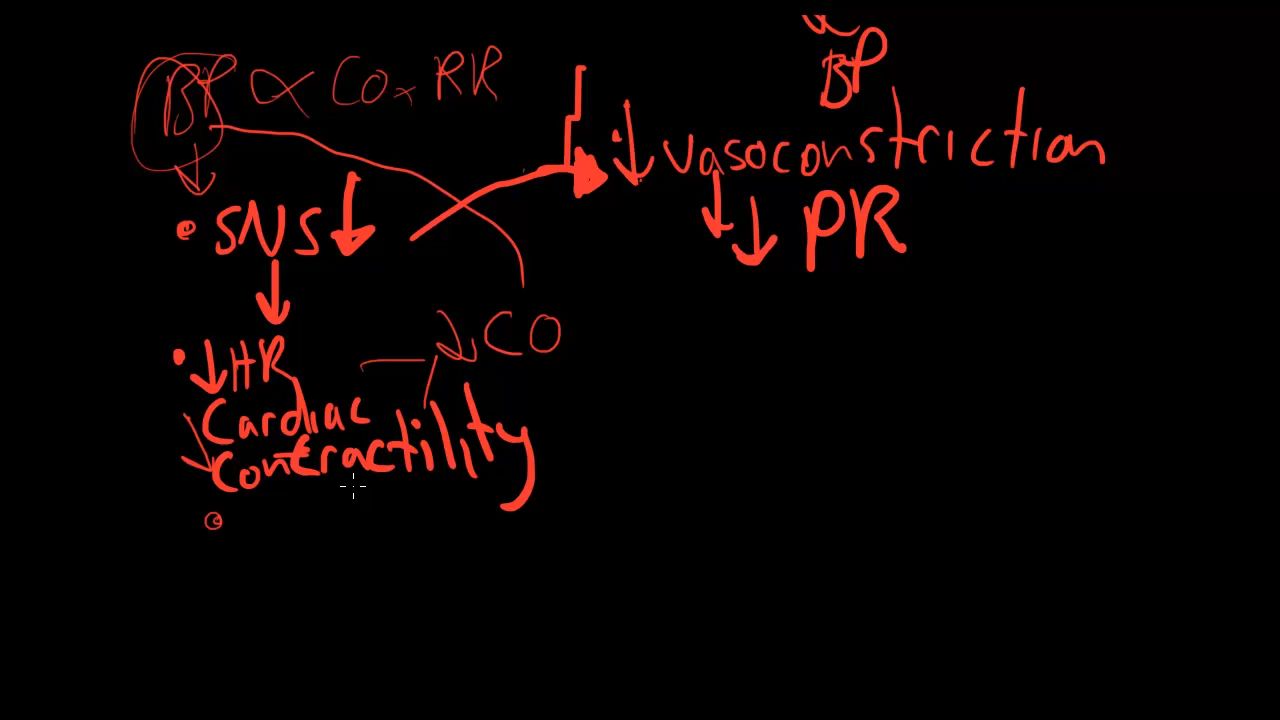 BP ∝ CO x RR
• SNS ↓
↓
• ↓ HR
↓ CO
Cardiac
Contractility
BP
• ↓ vasoconstriction
↓ ↓ PR